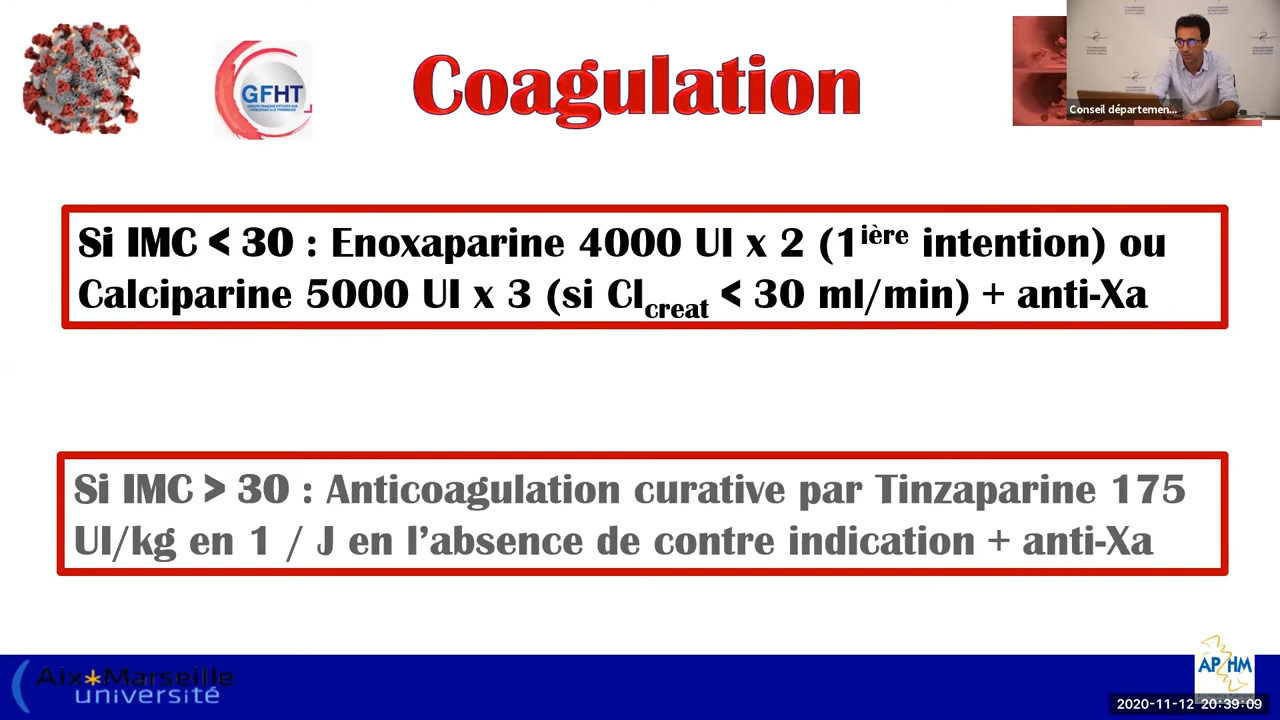 Coagulation
GFHT
Conseil départemen...
Si IMC < 30 : Enoxaparine 4000 UI x 2 (1ière intention) ou
Calciparine 5000 UI x 3 (si Clcreat < 30 ml/min) + anti-Xa
Si IMC > 30 : Anticoagulation curative par Tinzaparine 175
UI/kg en 1 / J en l’absence de contre indication + anti-Xa
Aix*Marseille
université
AP HM
2020-11-12 20:39:09